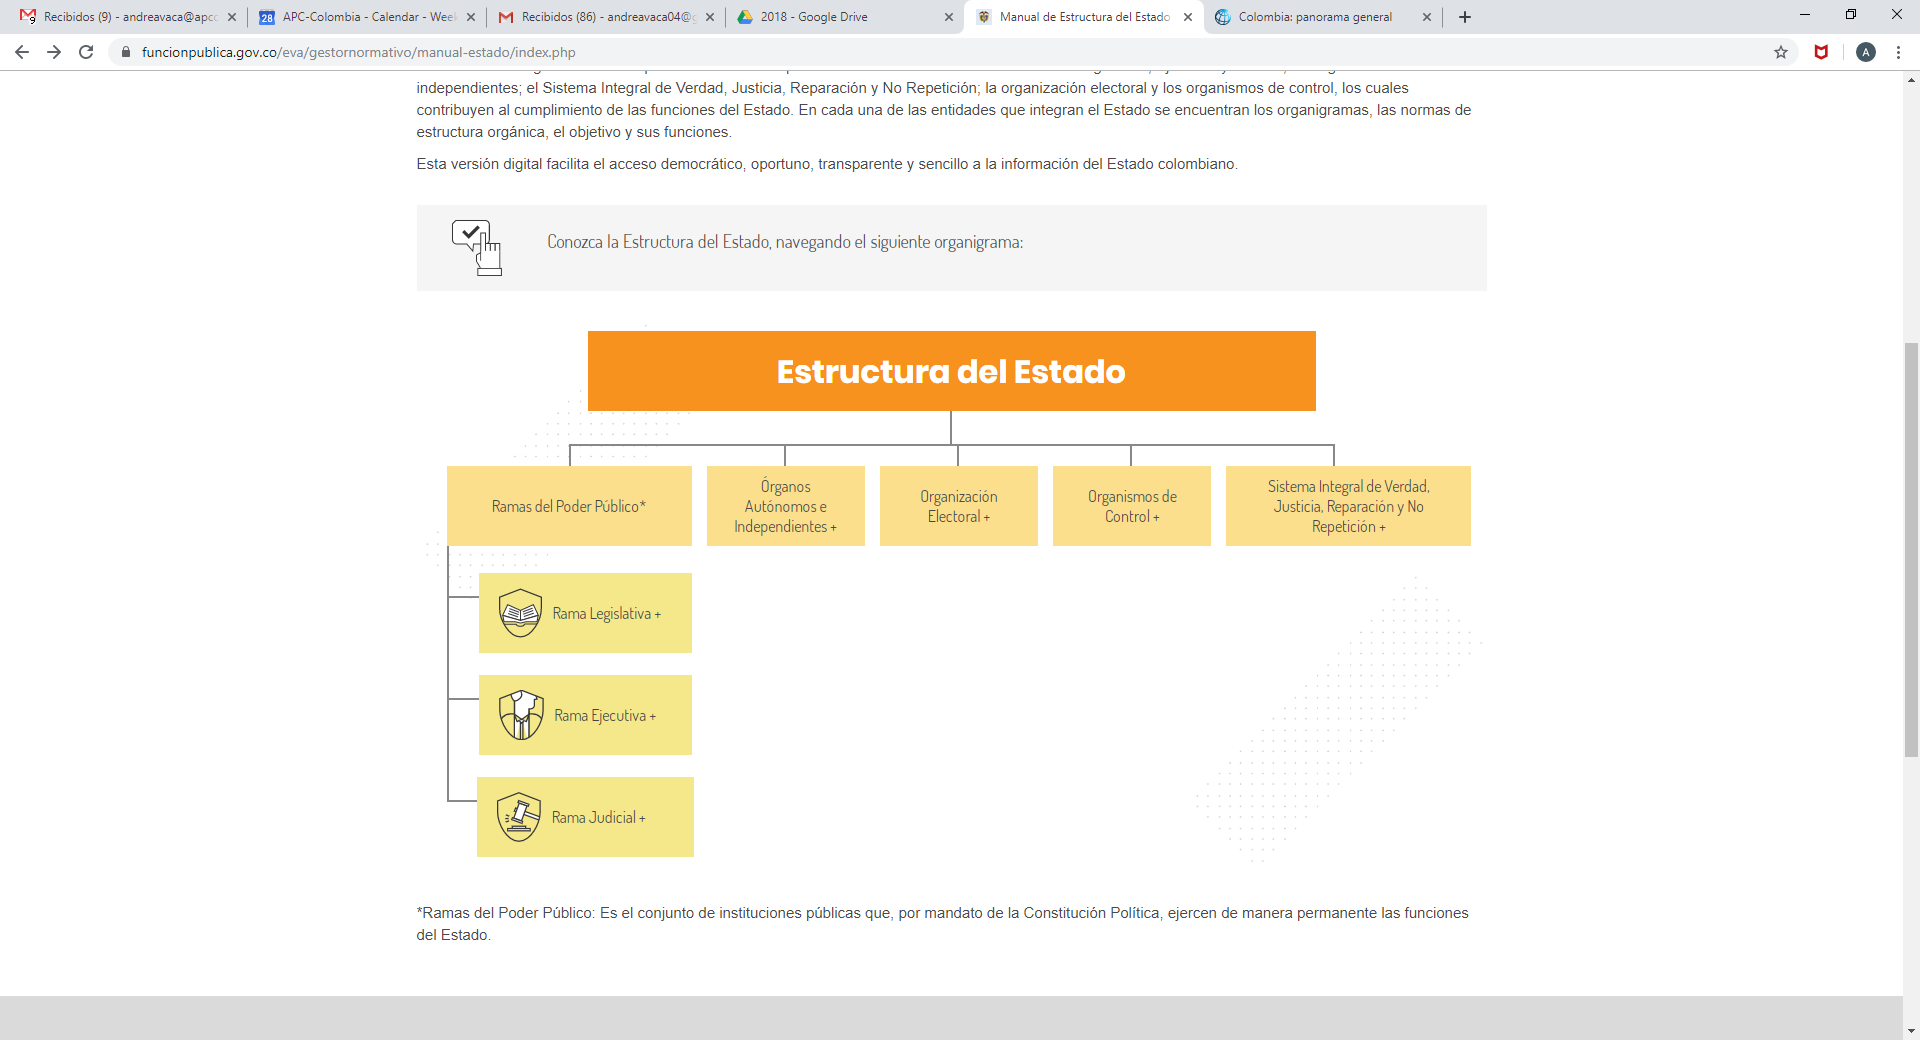 Recibidos (9) - andreavaca@apcc
APC-Colombia - Calendar - Week
Recibidos (86) - andreavaca04@g
2018 - Google Drive
Manual de Estructura del Estado
Colombia: panorama general
funcionpublica.gov.co/eva/gestornormativo/manual-estado/index.php
A
independientes; el Sistema Integral de Verdad, Justicia, Reparación y No Repetición; la organización electoral y los organismos de control, los cuales
contribuyen al cumplimiento de las funciones del Estado. En cada una de las entidades que integran el Estado se encuentran los organigramas, las normas de
estructura orgánica, el objetivo y sus funciones.
Esta versión digital facilita el acceso democrático, oportuno, transparente y sencillo a la información del Estado colombiano.
Conozca la Estructura del Estado, navegando el siguiente organigrama:
Estructura del Estado
Ramas del Poder Público*
Órganos
Autónomos e
Independientes +
Organización
Electoral +
Organismos de
Control +
Sistema Integral de Verdad,
Justicia, Reparación y No
Repetición +
Rama Legislativa +
Rama Ejecutiva +
Rama Judicial +
*Ramas del Poder Público: Es el conjunto de instituciones públicas que, por mandato de la Constitución Política, ejercen de manera permanente las funciones
del Estado.